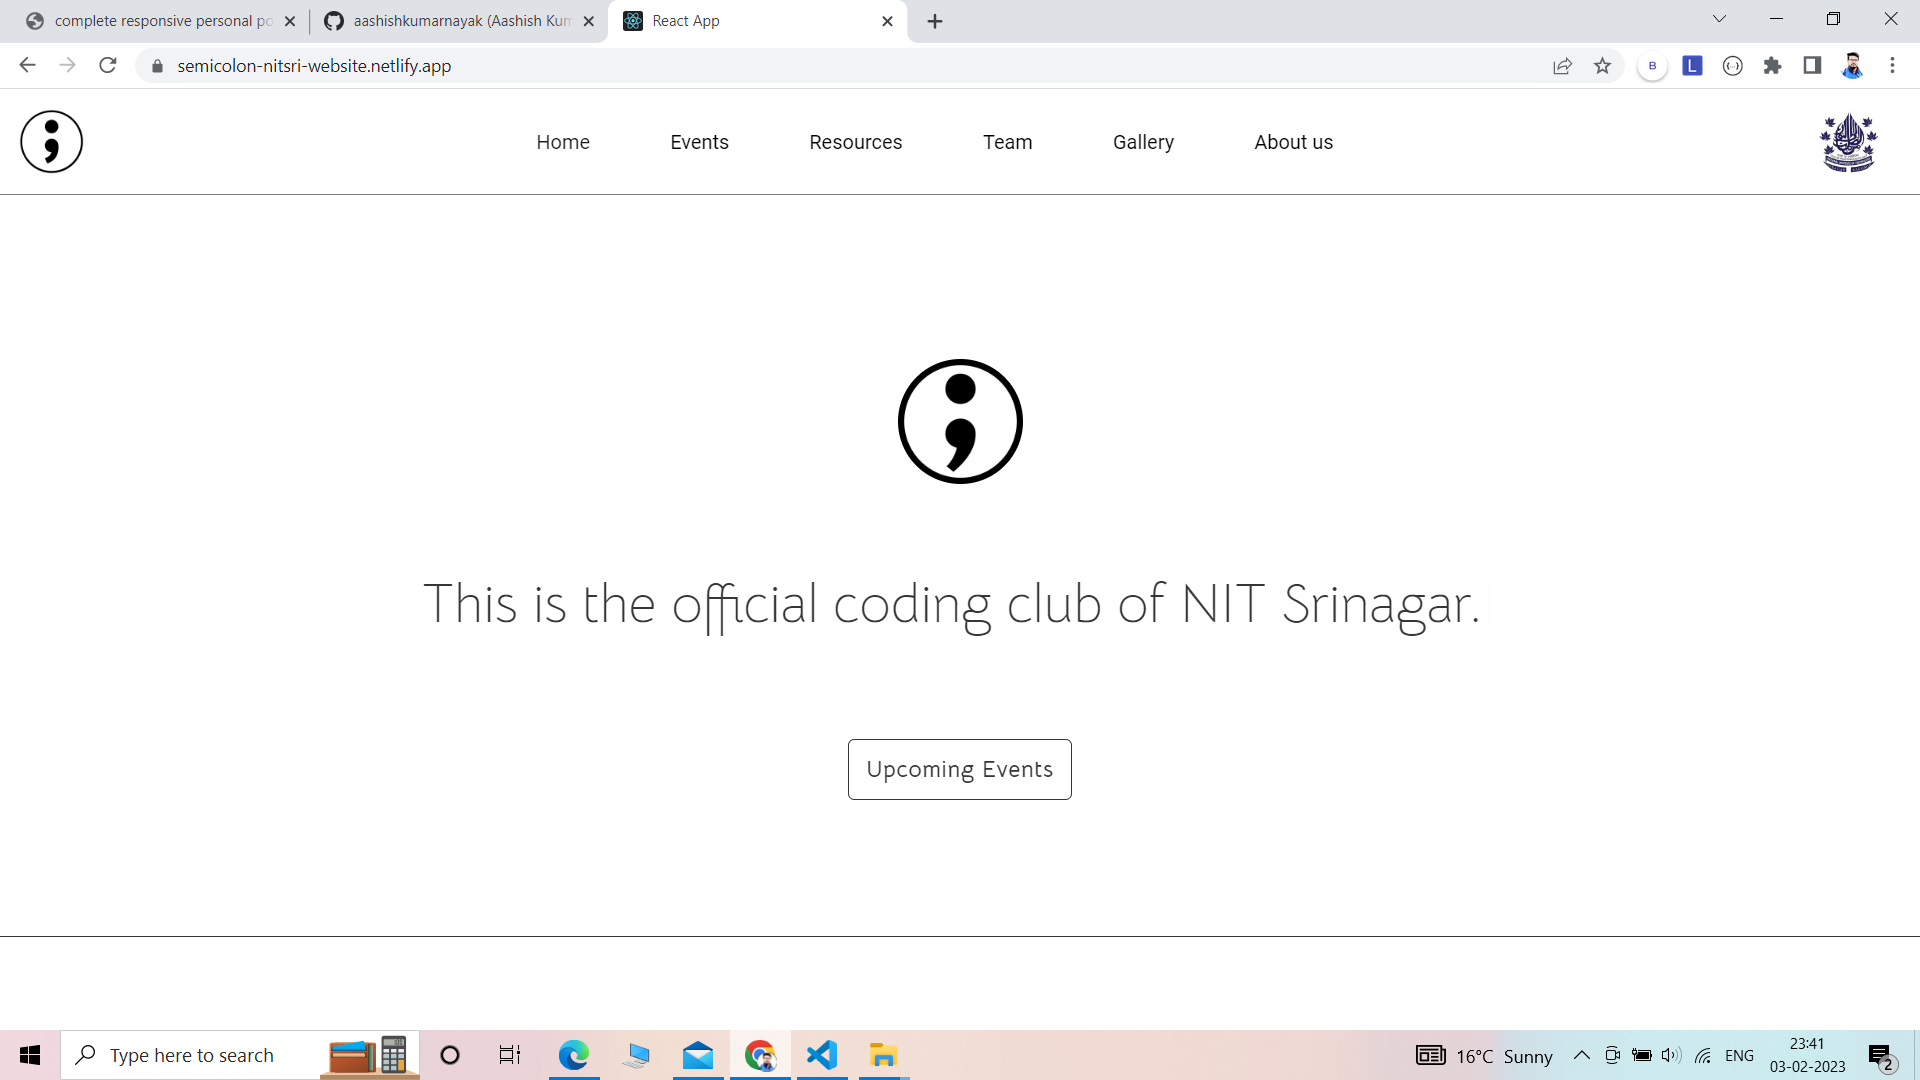 complete responsive personal po
aashishkumarnayak (Aashish Kum
React App
semicolon-nitsri-website.netlify.app
B
L
Home
Events
Resources
Team
Gallery
About us
This is the official coding club of NIT Srinagar.
Upcoming Events
Type here to search
16°C Sunny
ENG
23:41
03-02-2023
2